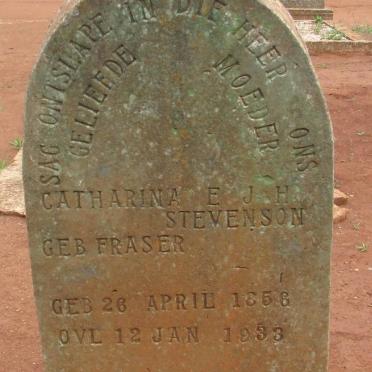 SAG ONTSLAPE IN DIE HEER ONS
GELIEFDE MOEDER
CATHARINA E J H
STEVENSON
GEB FRASER
GEB 26 APRIL 1858
OVL 12 JAN 1933